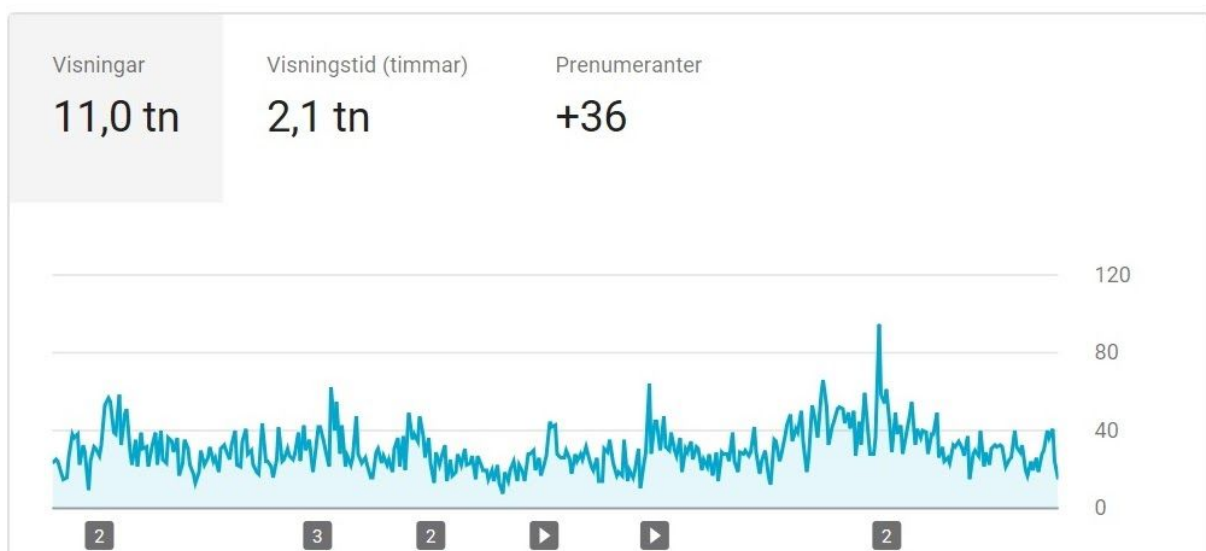 Visningar
11,0 tn
Visningstid (timmar)
2,1 tn
Prenumeranter
+36
120
80
40
0
2
3
2
2